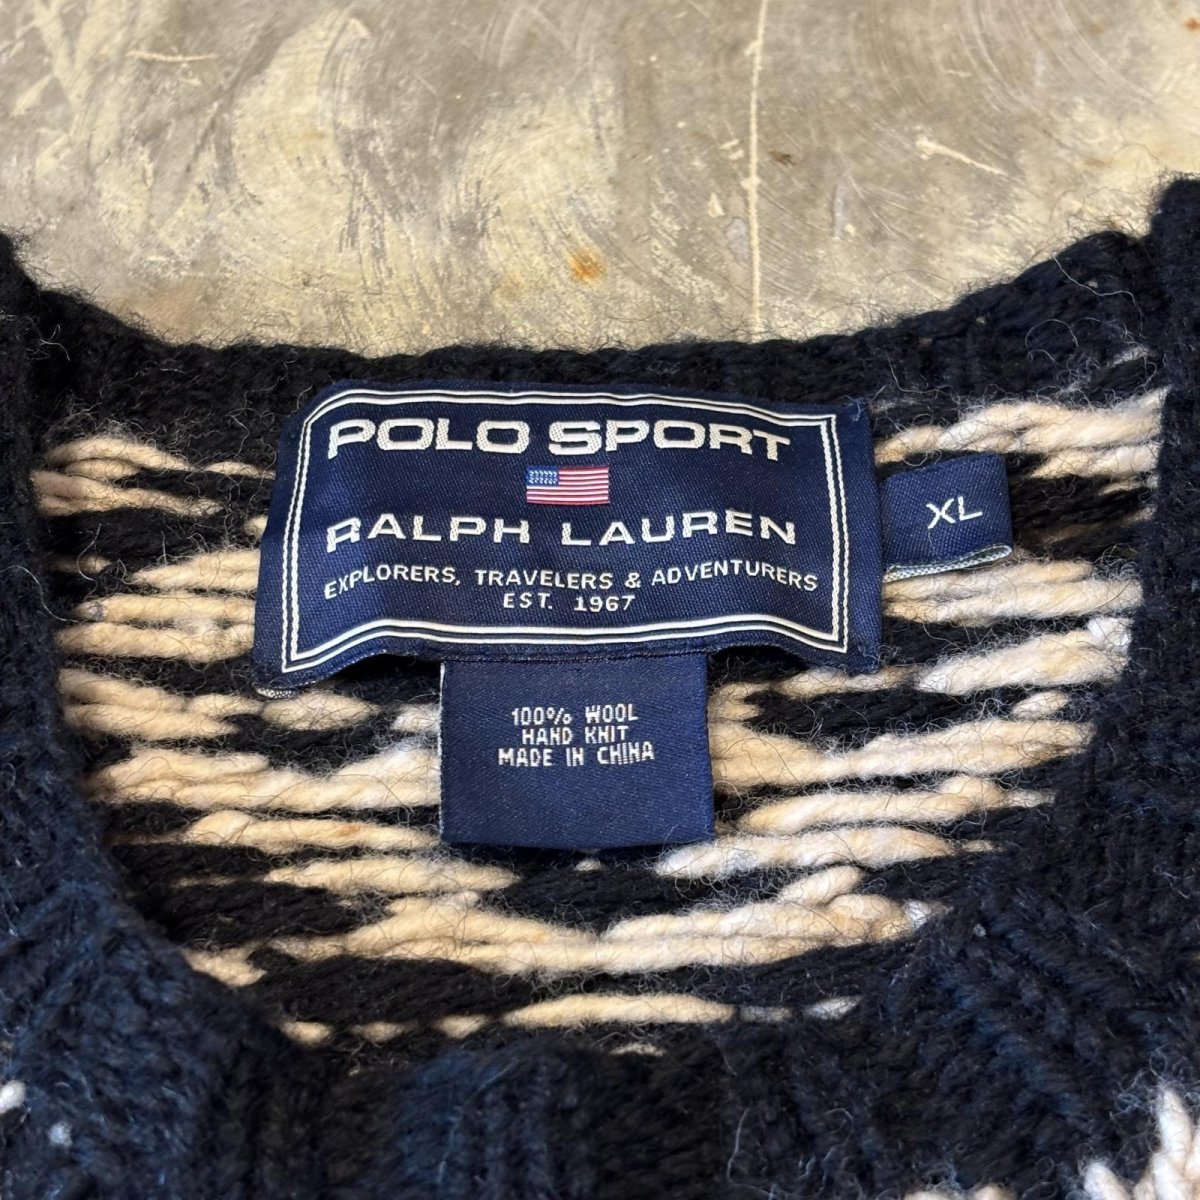 POLO SPORT
RALPH LAUREN
EXPLORERS, TRAVELERS & ADVENTURERS
EST. 1967
XL
100% WOOL
HAND KNIT
MADE IN CHINA